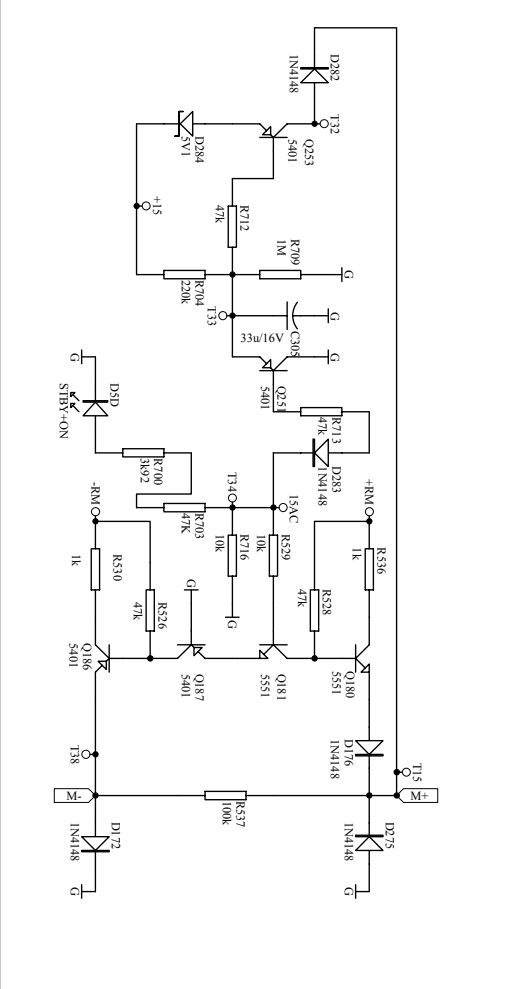 D282
1N4148
T32
Q253
5401
D284
5V1
+15
R712
47k
R709
1M
G
R704
220k
T33
G
C305
33u/16V
G
Q251
5401
R713
47k
D283
1N4148
G
D5D
STBY+ON
R700
3k92
R703
47K
T34
15AC
R716
10k
G
R529
10k
-RM
+RM
R530
1k
R526
47k
R528
47k
R536
1k
G
Q186
5401
Q187
5401
Q181
5551
Q180
5551
T38
D176
1N4148
T15
M-
R537
100k
M+
D172
1N4148
G
D275
1N4148
G